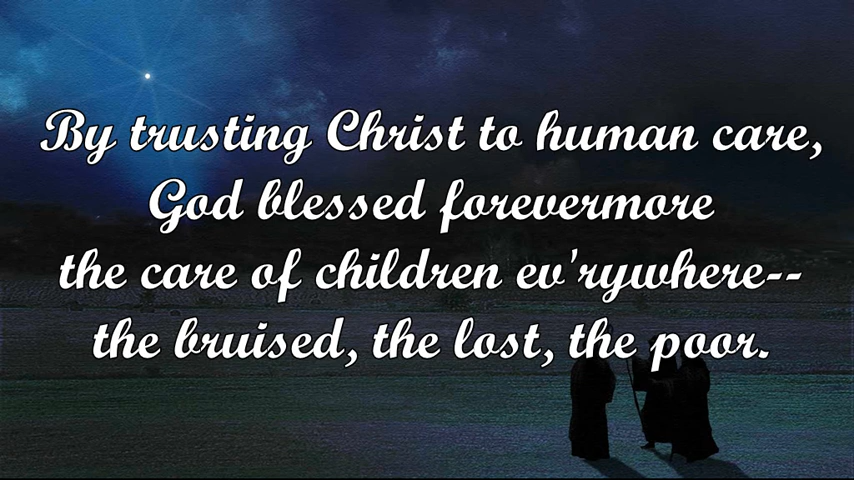 By trusting Christ to human care,
God blessed forevermore
the care of children ev'rywhere--
the bruised, the lost, the poor.